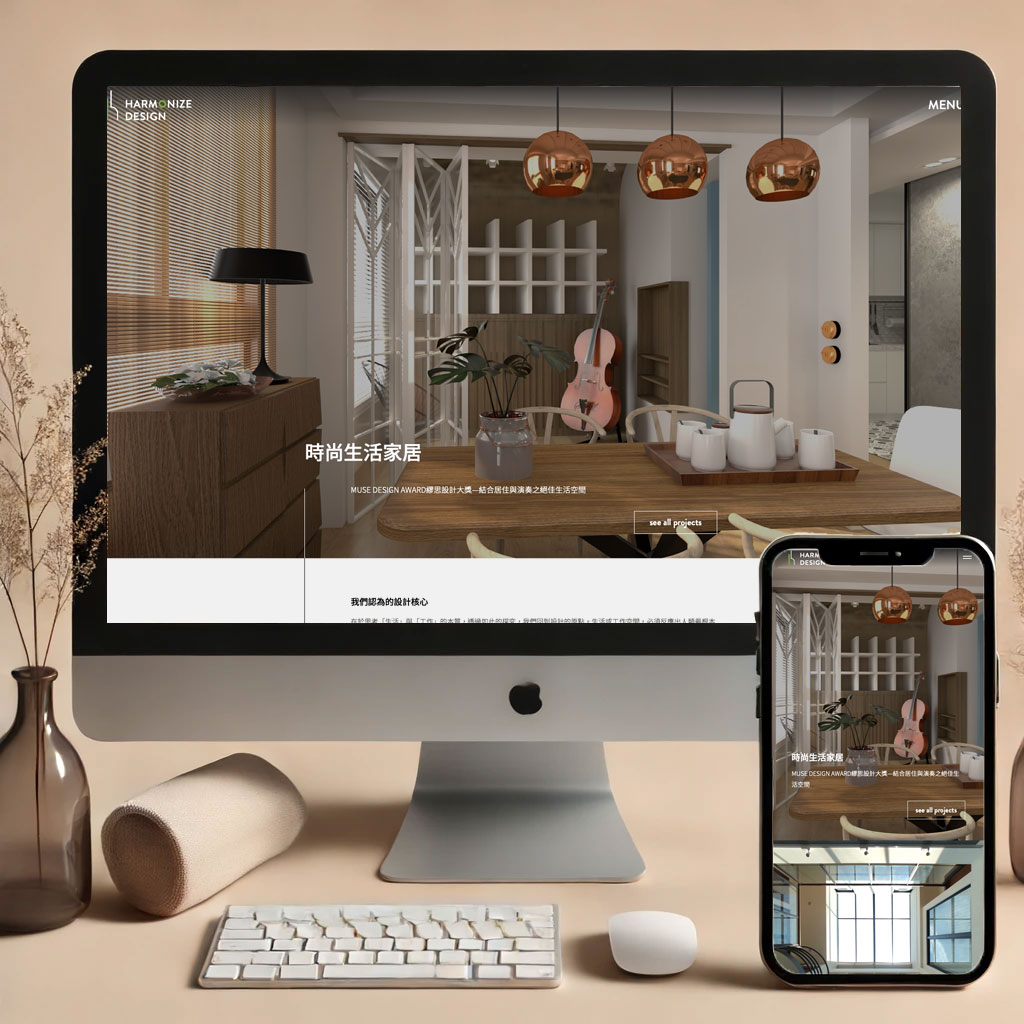 HARMONIZE
DESIGN
MENU
時尚生活家居
MUSE DESIGN AWARD繆思設計大獎—結合居住與演奏之絕佳生活空間
see all projects
我們認為的設計核心
HARM
DESIGN
時尚生活家居
MUSE DESIGN AWARD繆思設計大獎—結合居住與演奏之絕佳生
活空間
see all projects